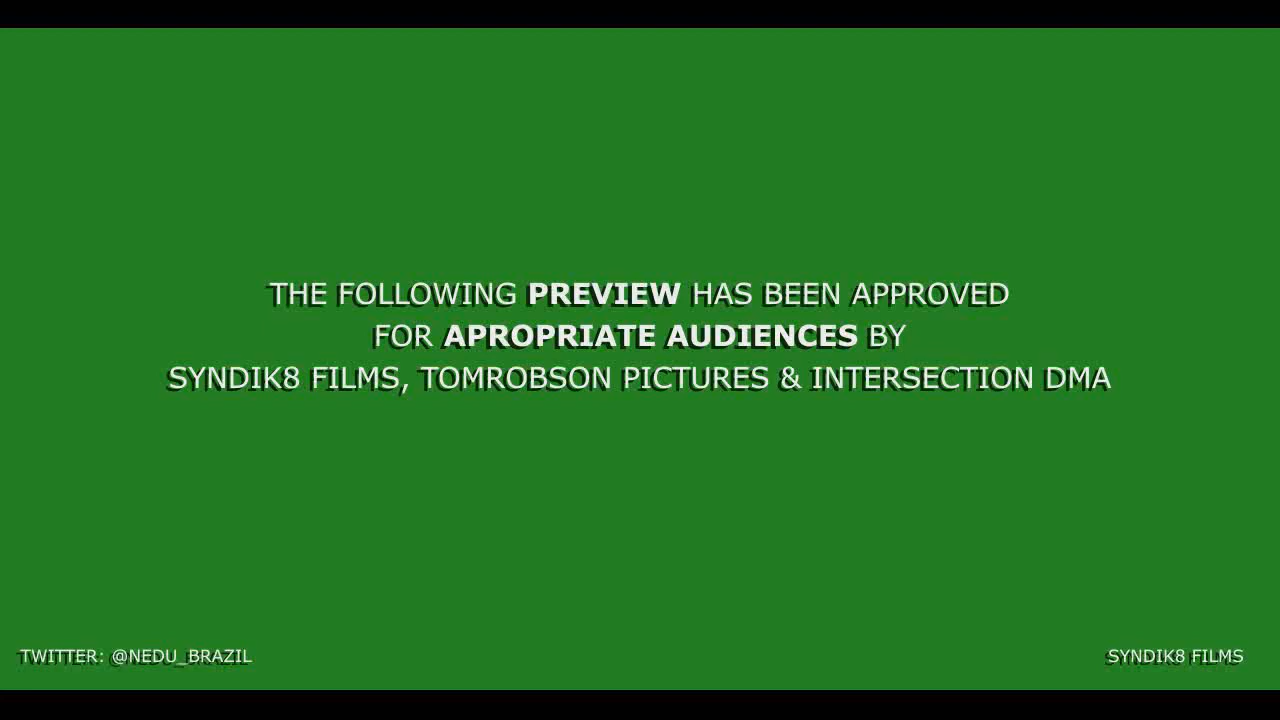 THE FOLLOWING PREVIEW HAS BEEN APPROVED
FOR APROPRIATE AUDIENCES BY
SYNDIK8 FILMS, TOMROBSON PICTURES & INTERSECTION DMA
TWITTER: @NEDU_BRAZIL
SYNDIK8 FILMS